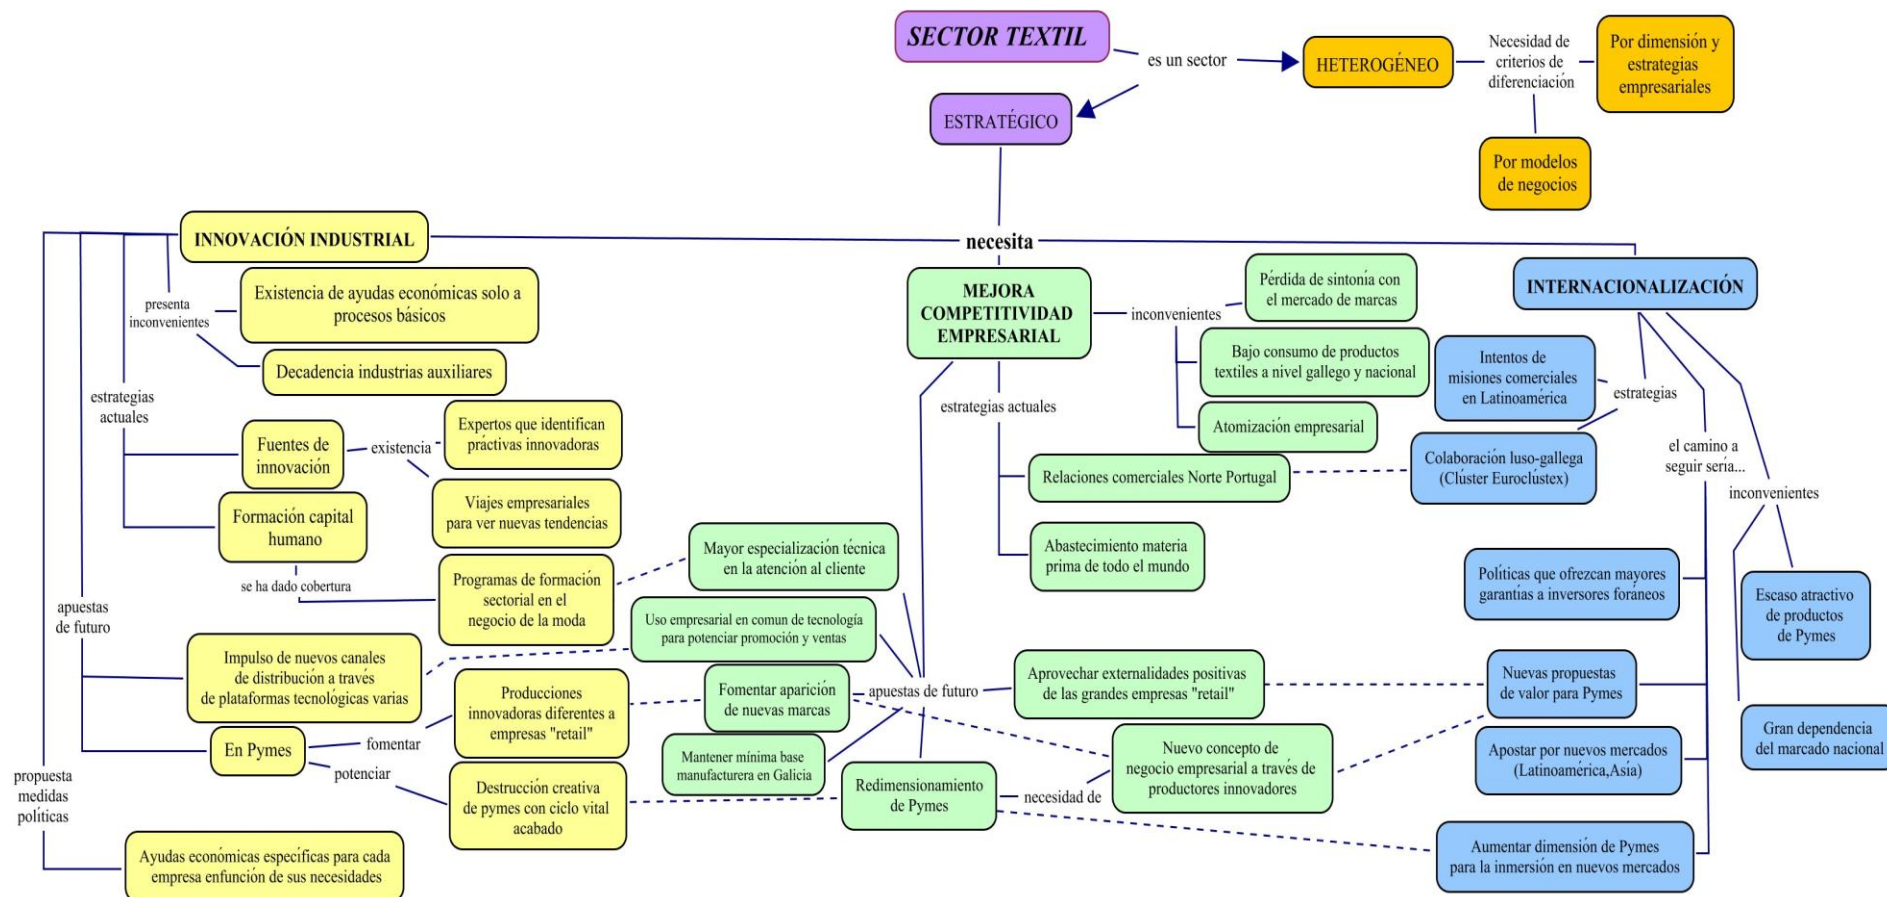 SECTOR TEXTIL
es un sector
HETEROGÉNEO
Necesidad de
criterios de
diferenciación
Por dimensión y
estrategias
empresariales
ESTRATÉGICO
Por modelos
de negocios
necesita
INNOVACIÓN INDUSTRIAL
presenta
inconvenientes
Existencia de ayudas económicas solo a
procesos básicos
Decadencia industrias auxiliares
estrategias
actuales
Fuentes de
innovación
existencia
Expertos que identifican
práctivas innovadoras
Viajes empresariales
para ver nuevas tendencias
Formación capital
humano
se ha dado cobertura
Programas de formación
sectorial en el
negocio de la moda
apuestas
de futuro
Impulso de nuevos canales
de distribución a través
de plataformas tecnológicas varias
En Pymes
fomentar
Producciones
innovadoras diferentes a
empresas "retail"
potenciar
Destrucción creativa
de pymes con ciclo vital
acabado
propuesta
medidas
políticas
Ayudas económicas específicas para cada
empresa enfunción de sus necesidades
MEJORA
COMPETITIVIDAD
EMPRESARIAL
inconvenientes
Pérdida de sintonía con
el mercado de marcas
Bajo consumo de productos
textiles a nivel gallego y nacional
Atomización empresarial
estrategias actuales
Relaciones comerciales Norte Portugal
Abastecimiento materia
prima de todo el mundo
apuestas de futuro
Mayor especialización técnica
en la atención al cliente
Uso empresarial en comun de tecnología
para potenciar promoción y ventas
Fomentar aparición
de nuevas marcas
Mantener mínima base
manufacturera en Galicia
Aprovechar externalidades positivas
de las grandes empresas "retail"
Redimensionamiento
de Pymes
necesidad de
Nuevo concepto de
negocio empresarial a través de
productores innovadores
INTERNACIONALIZACIÓN
estrategias
Intentos de
misiones comerciales
en Latinoamérica
Colaboración luso-gallega
(Clúster Euroclústex)
el camino a
seguir sería...
Políticas que ofrezcan mayores
garantías a inversores foráneos
Nuevas propuestas
de valor para Pymes
Apostar por nuevos mercados
(Latinoamérica,Asía)
Aumentar dimensión de Pymes
para la inmersión en nuevos mercados
inconvenientes
Escaso atractivo
de productos
de Pymes
Gran dependencia
del marcado nacional